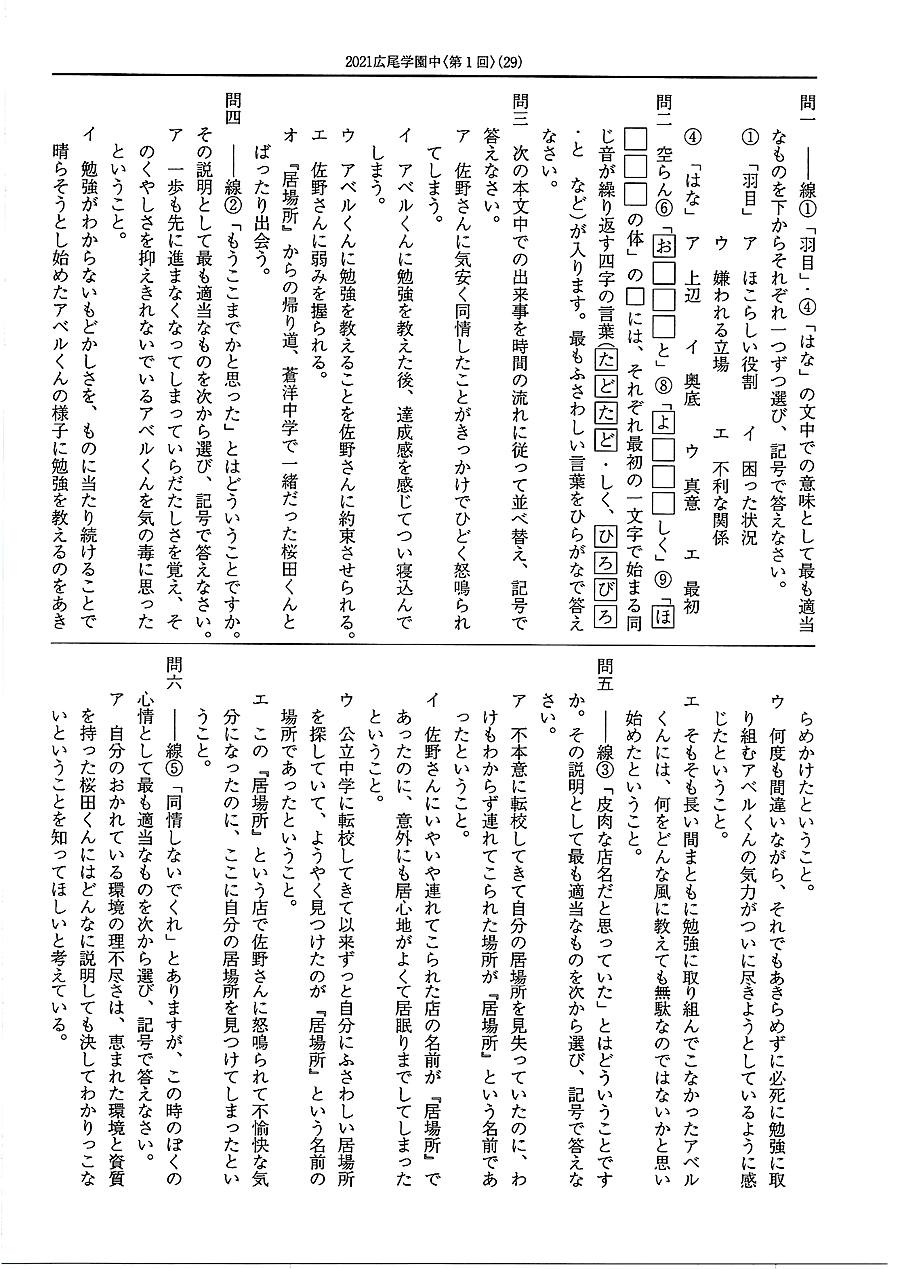 2021広尾学園中〈第1回〉(29)
問一 ――線①「羽目」・④「はな」の文中での意味として最も適当
なものを下からそれぞれ一つずつ選び、記号で答えなさい。
①「羽目」 ア ほこらしい役割 イ 困った状況
ウ 嫌われる立場 エ 不利な関係
④「はな」 ア 上辺 イ 奥底 ウ 真意 エ 最初
問二 空らん⑥「お□□□と」⑧「よ□□□しく」⑨「ほ
□□□の体」の□には、それぞれ最初の一文字で始まる同
じ音が繰り返す四字の言葉(たどたど・しく、ひろびろ
・と など)が入ります。最もふさわしい言葉をひらがなで答え
なさい。
問三 次の本文中での出来事を時間の流れに従って並べ替え、記号で
答えなさい。
ア 佐野さんに気安く同情したことがきっかけでひどく怒鳴られ
てしまう。
イ アベルくんに勉強を教えた後、達成感を感じてつい寝込んで
しまう。
ウ アベルくんに勉強を教えることを佐野さんに約束させられる。
エ 佐野さんに弱みを握られる。
オ 『居場所』からの帰り道、蒼洋中学で一緒だった桜田くんと
ばったり出会う。
問四 ――線②「もうここまでかと思った」とはどういうことですか。
その説明として最も適当なものを次から選び、記号で答えなさい。
ア 一歩も先に進まなくなってしまっていらだたしさを覚え、そ
のくやしさを抑えきれないでいるアベルくんを気の毒に思った
ということ。
イ 勉強がわからないもどかしさを、ものに当たり続けることで
晴らそうとし始めたアベルくんの様子に勉強を教えるのをあき
らめかけたということ。
ウ 何度も間違いながら、それでもあきらめずに必死に勉強に取
り組むアベルくんの気力がついに尽きようとしているように感
じたということ。
エ そもそも長い間まともに勉強に取り組んでこなかったアベル
くんには、何をどんな風に教えても無駄なのではないかと思い
始めたということ。
問五 ――線③「皮肉な店名だと思っていた」とはどういうことです
か。その説明として最も適当なものを次から選び、記号で答えな
さい。
ア 不本意に転校してきて自分の居場所を見失っていたのに、わ
けもわからず連れてこられた場所が『居場所』という名前であ
ったということ。
イ 佐野さんにいやいや連れてこられた店の名前が『居場所』で
あったのに、意外にも居心地がよくて居眠りまでしてしまった
ということ。
ウ 公立中学に転校してきて以来ずっと自分にふさわしい居場所
を探していて、ようやく見つけたのが『居場所』という名前の
場所であったということ。
エ この『居場所』という店で佐野さんに怒鳴られて不愉快な気
分になったのに、ここに自分の居場所を見つけてしまったとい
うこと。
問六 ――線⑤「同情しないでくれ」とありますが、この時のぼくの
心情として最も適当なものを次から選び、記号で答えなさい。
ア 自分のおかれている環境の理不尽さは、恵まれた環境と資質
を持った桜田くんにはどんなに説明しても決してわかりっこな
いということを知ってほしいと考えている。